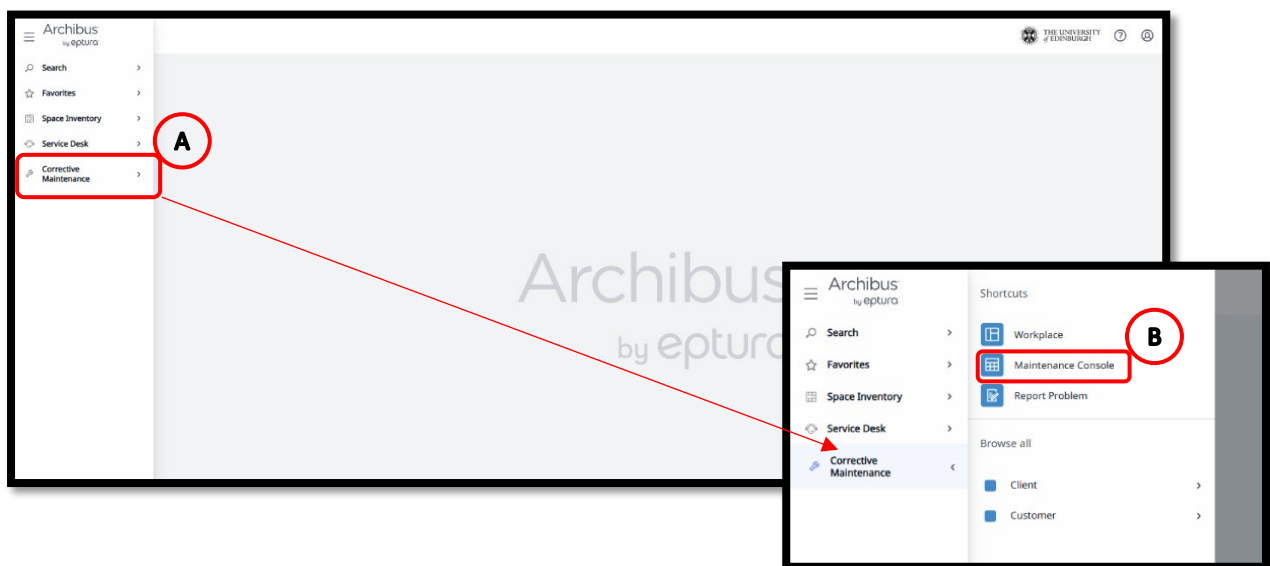 Archibus
by eptura
THE UNIVERSITY
of EDINBURGH
Search
Favorites
Space Inventory
Service Desk
Corrective
Maintenance
A
Archibus
by eptura
Archibus
by eptura
Search
Favorites
Space Inventory
Service Desk
Corrective
Maintenance
Shortcuts
Workplace
Maintenance Console
Report Problem
B
Browse all
Client
Customer